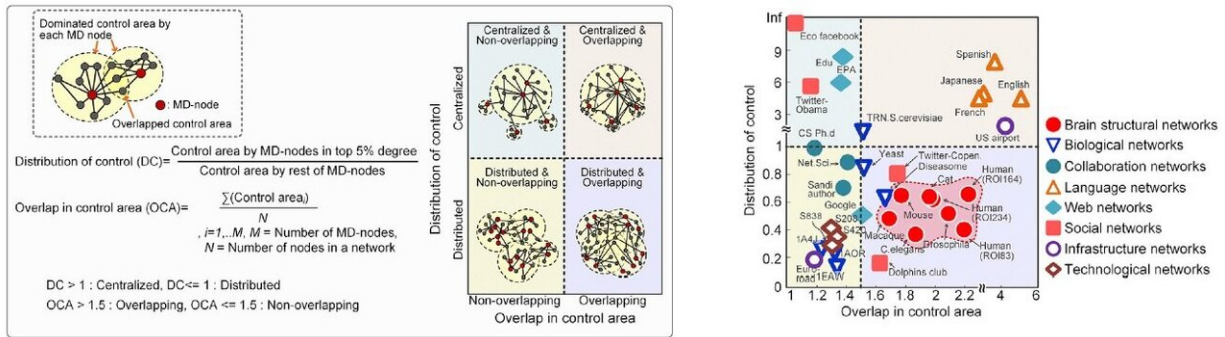 Dominated control area by
each MD node
: MD-node
Overlapped control area
Distribution of control (DC)=
Control area by MD-nodes in top 5% degree
Control area by rest of MD-nodes
Overlap in control area (OCA)=
∑(Control areaᵢ)
N
, i=1,..M, M = Number of MD-nodes,
N = Number of nodes in a network
DC > 1 : Centralized, DC<= 1 : Distributed
OCA > 1.5 : Overlapping, OCA <= 1.5 : Non-overlapping
Distribution of control
Centralized
Distributed
Centralized &
Non-overlapping
Centralized &
Overlapping
Distributed &
Non-overlapping
Distributed &
Overlapping
Non-overlapping
Overlapping
Overlap in control area
Distribution of control
Inf
9
6
3
1
0.8
0.6
0.4
0.2
0
1
1.2
1.4
1.6
1.8
2
2.2
4
6
Overlap in control area
Eco facebook
Edu
EPA
Twitter-
Obama
Spanish
Japanese
English
French
US airport
TRN.S.cerevisiae
CS Ph.d
Net.Sci
Yeast
Twitter-Copen.
Diseasome
Sandi
author
Google
Cat
Human
(ROI164)
Mouse
Human
(ROI234)
S838
S208
S420
Macaque
C.elegans
Drosophila
Human
(ROI83)
1A4J
1AOR
Euro-
road
1EAW
Dolphins club
Brain structural networks
Biological networks
Collaboration networks
Language networks
Web networks
Social networks
Infrastructure networks
Technological networks